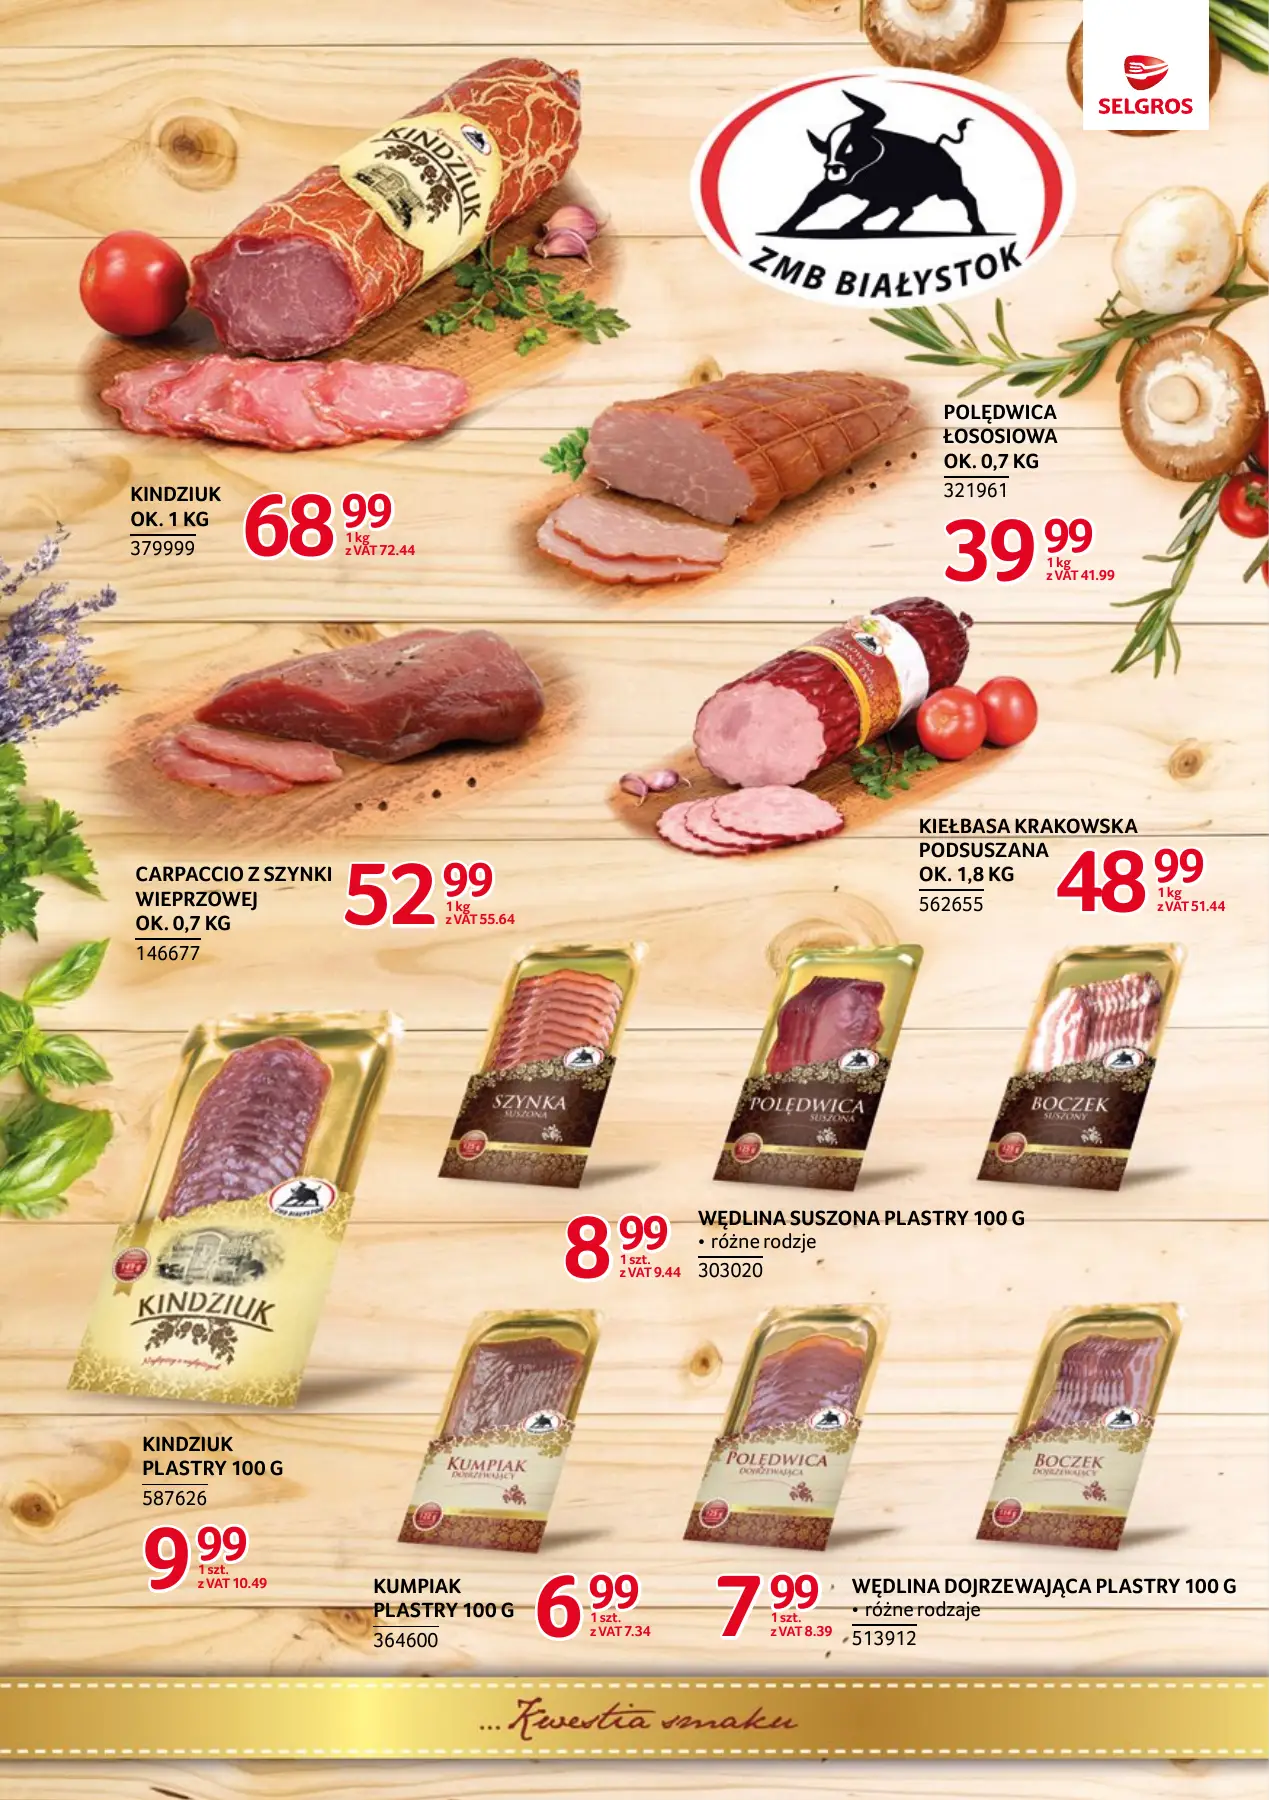 SELGROS
ZMB BIAŁYSTOK
KINDZIUK
KINDZIUK
OK. 1 KG
379999
68 99
1 kg
z VAT 72.44
POLĘDWICA
ŁOSOSIOWA
OK. 0,7 KG
321961
39 99
1 kg
z VAT 41.99
CARPACCIO Z SZYNKI
WIEPRZOWEJ
OK. 0,7 KG
146677
52 99
1 kg
z VAT 55.64
KIEŁBASA KRAKOWSKA
PODSUSZANA
OK. 1,8 KG
562655
48 99
1 kg
z VAT 51.44
SZYNKA
SUSZONA
POLĘDWICA
SUSZONA
BOCZEK
SUSZONY
8 99
1 szt.
z VAT 9.44
WĘDLINA SUSZONA PLASTRY 100 G
• różne rodzje
303020
ZMB BIAŁYSTOK
KINDZIUK
Najlepszy z najlepszych
KINDZIUK
PLASTRY 100 G
587626
9 99
1 szt.
z VAT 10.49
KUMPIAK
DOJRZEWAJĄCY
POLĘDWICA
DOJRZEWAJĄCA
BOCZEK
DOJRZEWAJĄCY
KUMPIAK
PLASTRY 100 G
364600
6 99
1 szt.
z VAT 7.34
7 99
1 szt.
z VAT 8.39
WĘDLINA DOJRZEWAJĄCA PLASTRY 100 G
• różne rodzaje
513912
... Kwestia smaku